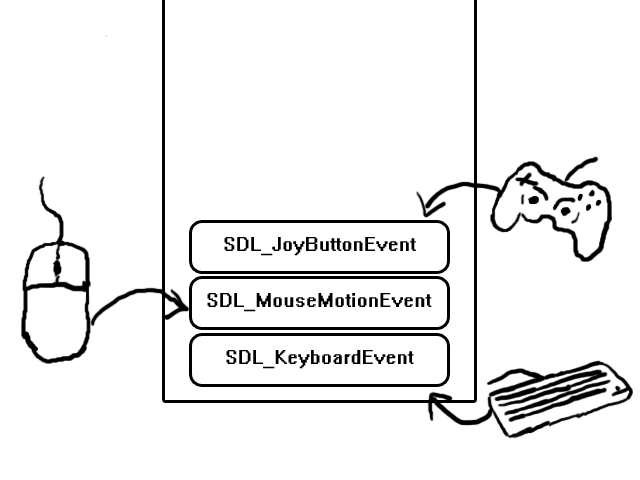 SDL_JoyButtonEvent
SDL_MouseMotionEvent
SDL_KeyboardEvent